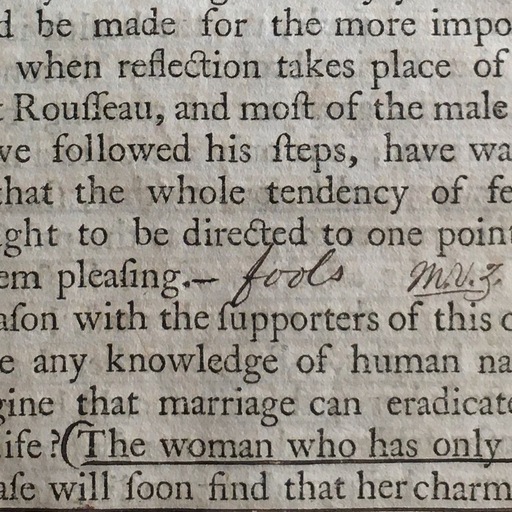 d be made for the more impo
when reflection takes place of
Rouſſeau, and moſt of the male
ve followed his ſteps, have wa
that the whole tendency of fe
ght to be directed to one point
em pleaſing.— fools M.V.Z.
aſon with the ſupporters of this o
e any knowledge of human na
gine that marriage can eradicate
life? (The woman who has only
aſe will ſoon find that her charm